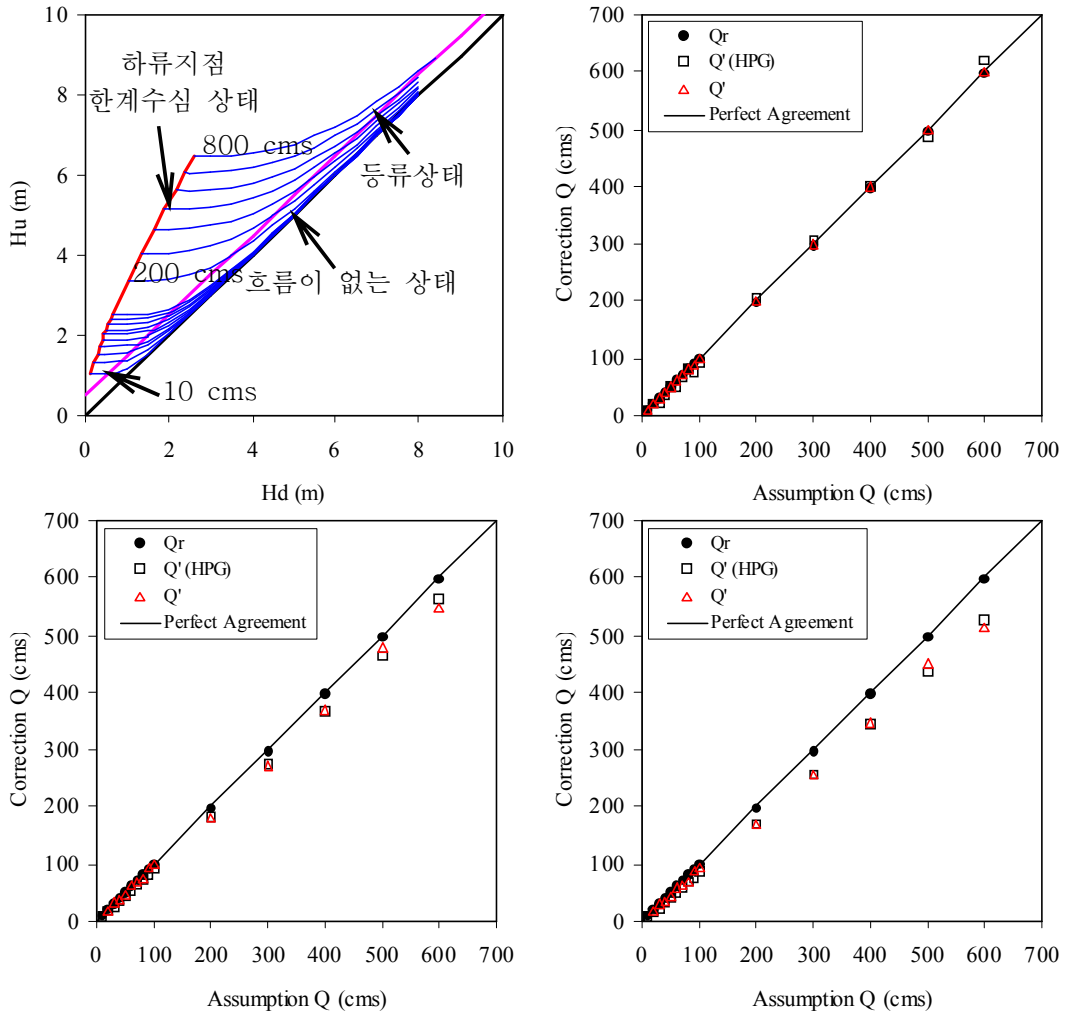 10
8
6
4
2
0
Hu (m)
하류지점
한계수심 상태
800 cms
등류상태
200 cms
흐름이 없는 상태
10 cms
0 2 4 6 8 10
Hd (m)
700
600
500
400
300
200
100
0
Correction Q (cms)
Qr
Q' (HPG)
Q'
Perfect Agreement
0 100 200 300 400 500 600 700
Assumption Q (cms)
700
600
500
400
300
200
100
0
Correction Q (cms)
Qr
Q' (HPG)
Q'
Perfect Agreement
0 100 200 300 400 500 600 700
Assumption Q (cms)
700
600
500
400
300
200
100
0
Correction Q (cms)
Qr
Q' (HPG)
Q'
Perfect Agreement
0 100 200 300 400 500 600 700
Assumption Q (cms)